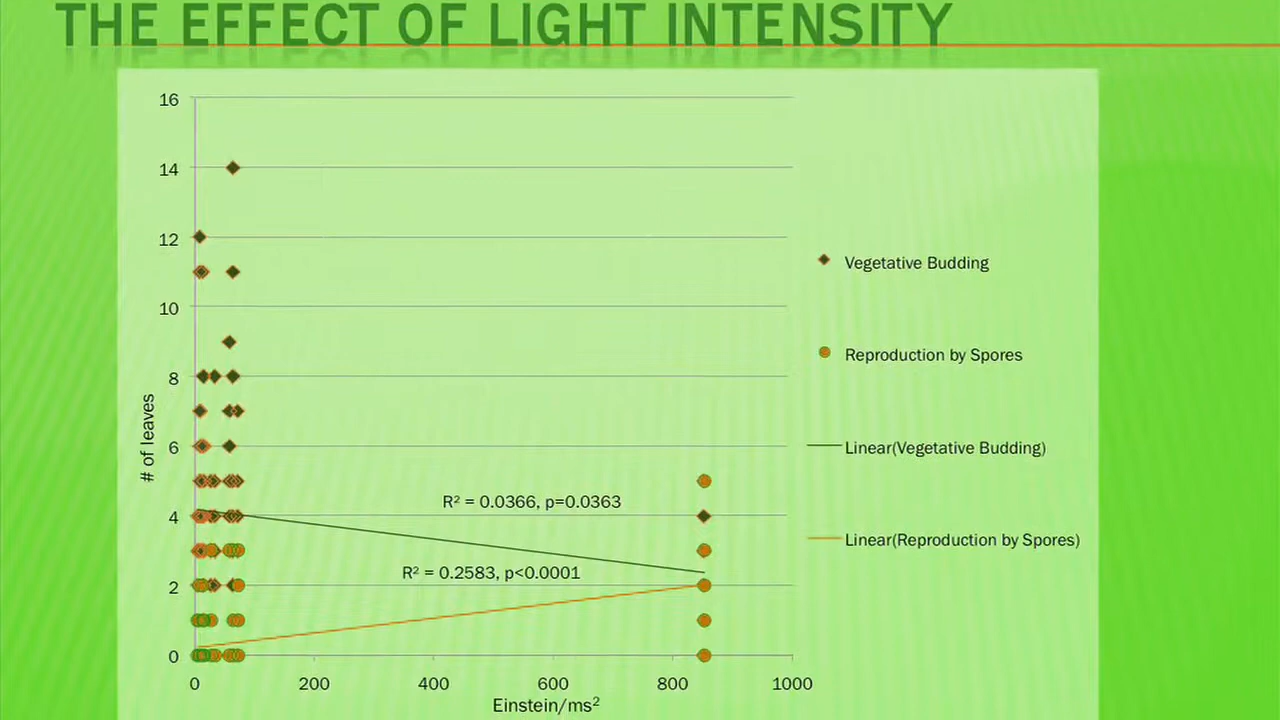 THE EFFECT OF LIGHT INTENSITY
16
14
12
10
8
6
4
2
0
# of leaves
R² = 0.0366, p=0.0363
R² = 0.2583, p<0.0001
0 200 400 600 800 1000
Einstein/ms²
Vegetative Budding
Reproduction by Spores
Linear(Vegetative Budding)
Linear(Reproduction by Spores)